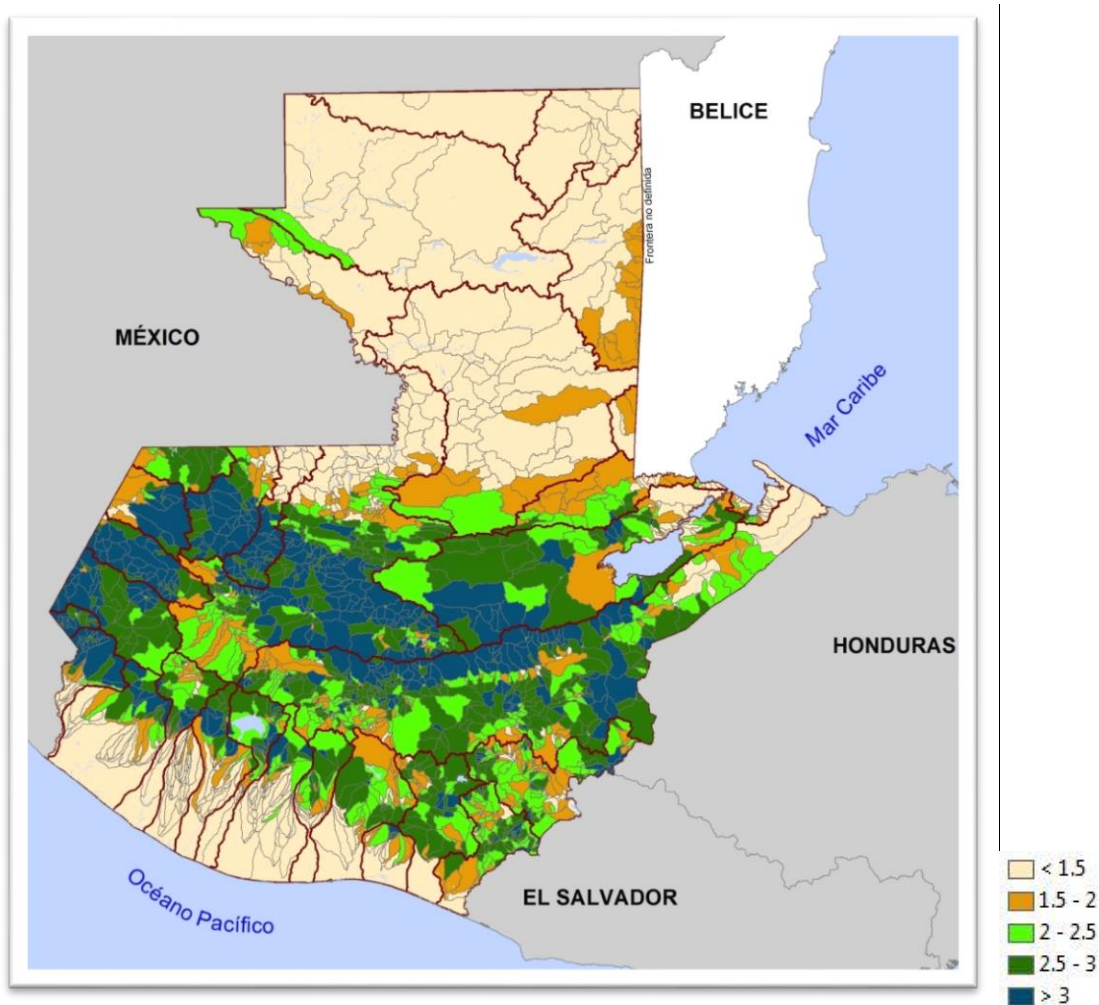 BELICE
Frontera no definida
MÉXICO
Mar Caribe
HONDURAS
EL SALVADOR
Océano Pacífico
< 1.5
1.5 - 2
2 - 2.5
2.5 - 3
> 3